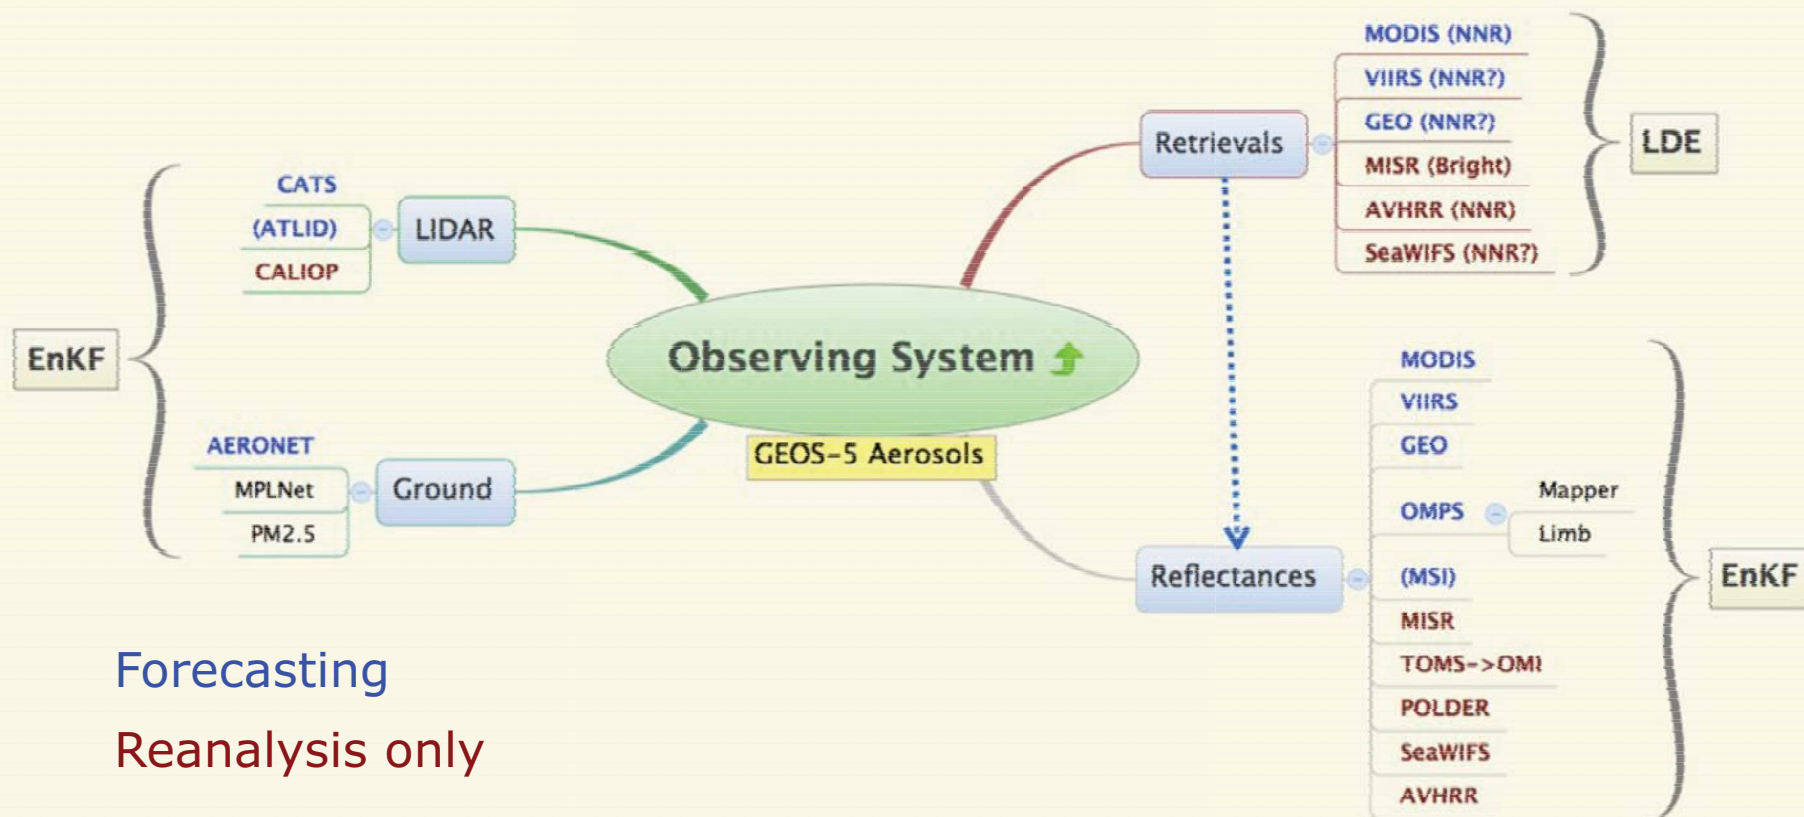 EnKF
CATS
(ATLID)
CALIOP
LIDAR
AERONET
MPLNet
PM2.5
Ground
Observing System
GEOS-5 Aerosols
Retrievals
MODIS (NNR)
VIIRS (NNR?)
GEO (NNR?)
MISR (Bright)
AVHRR (NNR)
SeaWIFS (NNR?)
LDE
Reflectances
MODIS
VIIRS
GEO
OMPS
Mapper
Limb
(MSI)
MISR
TOMS->OMI
POLDER
SeaWIFS
AVHRR
EnKF
Forecasting
Reanalysis only